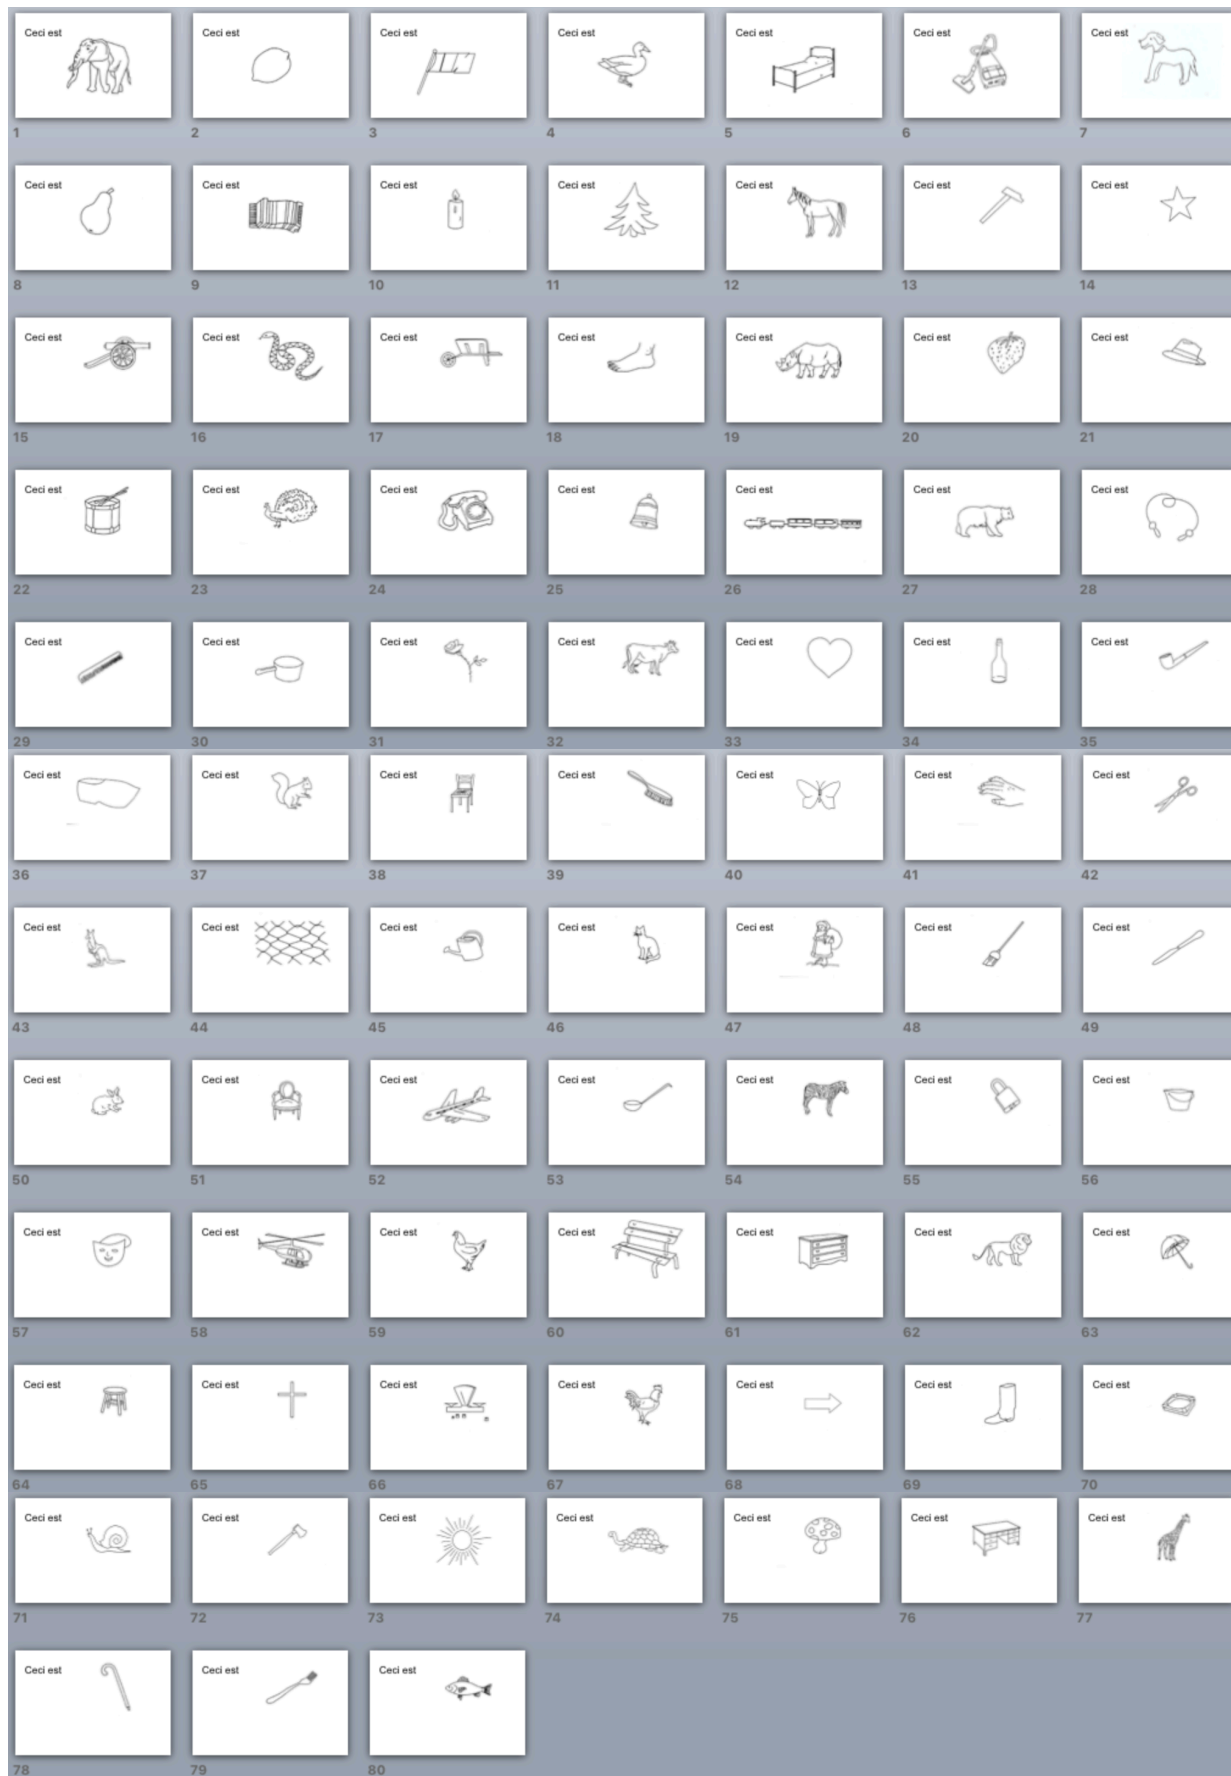 Ceci est Ceci est Ceci est Ceci est Ceci est Ceci est Ceci est
1 2 3 4 5 6 7
Ceci est Ceci est Ceci est Ceci est Ceci est Ceci est Ceci est
8 9 10 11 12 13 14
Ceci est Ceci est Ceci est Ceci est Ceci est Ceci est Ceci est
15 16 17 18 19 20 21
Ceci est Ceci est Ceci est Ceci est Ceci est Ceci est Ceci est
22 23 24 25 26 27 28
Ceci est Ceci est Ceci est Ceci est Ceci est Ceci est Ceci est
29 30 31 32 33 34 35
Ceci est Ceci est Ceci est Ceci est Ceci est Ceci est Ceci est
36 37 38 39 40 41 42
Ceci est Ceci est Ceci est Ceci est Ceci est Ceci est Ceci est
43 44 45 46 47 48 49
Ceci est Ceci est Ceci est Ceci est Ceci est Ceci est Ceci est
50 51 52 53 54 55 56
Ceci est Ceci est Ceci est Ceci est Ceci est Ceci est Ceci est
57 58 59 60 61 62 63
Ceci est Ceci est Ceci est Ceci est Ceci est Ceci est Ceci est
64 65 66 67 68 69 70
Ceci est Ceci est Ceci est Ceci est Ceci est Ceci est Ceci est
71 72 73 74 75 76 77
Ceci est Ceci est Ceci est
78 79 80